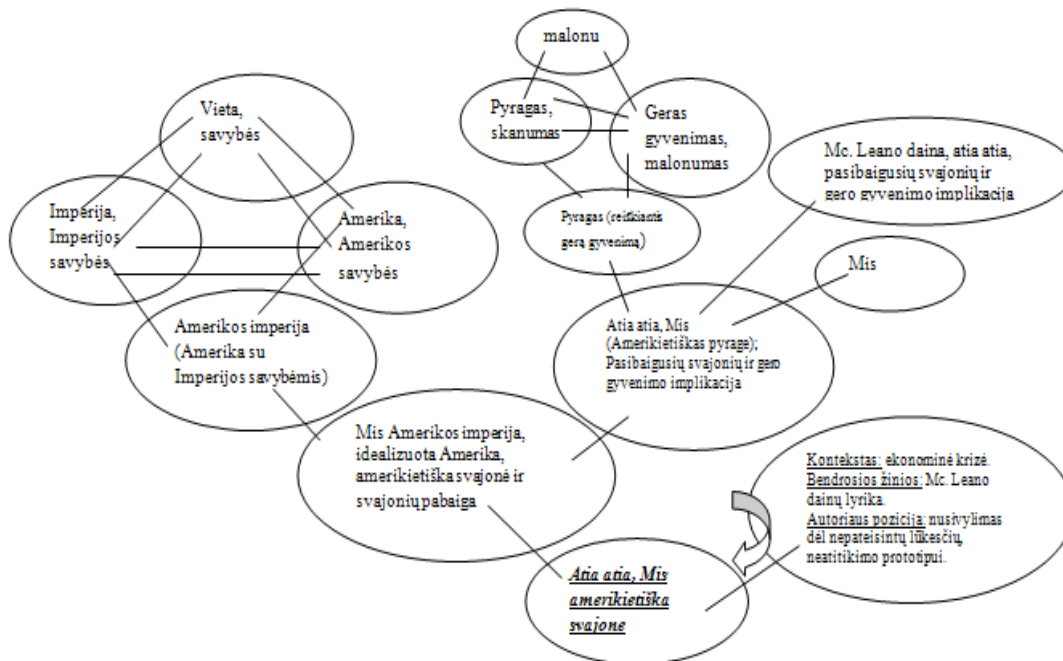 malonu
Vieta,
savybės
Pyragas,
skanumas
Geras
gyvenimas,
malonumas
Mc. Leano daina, atia atia,
pasibaigusių svajonių ir
gero gyvenimo implikacija
Imperija,
Imperijos
savybės
Amerika,
Amerikos
savybės
Pyragas (reiškiantis
gerą gyvenimą)
Mis
Amerikos imperija
(Amerika su
Imperijos savybėmis)
Atia atia, Mis
(Amerikietiškas pyrage);
Pasibaigusių svajonių ir gero
gyvenimo implikacija
Mis Amerikos imperija,
idealizuota Amerika,
amerikietiška svajonė ir
svajonių pabaiga
Kontekstas: ekonominė krizė.
Bendrosios žinios: Mc. Leano
dainų lyrika.
Autoriaus pozicija: nusivylimas
dėl nepateisintų lūkesčių,
neatitikimo prototipui.
Atia atia, Mis
amerikietiška
svajone